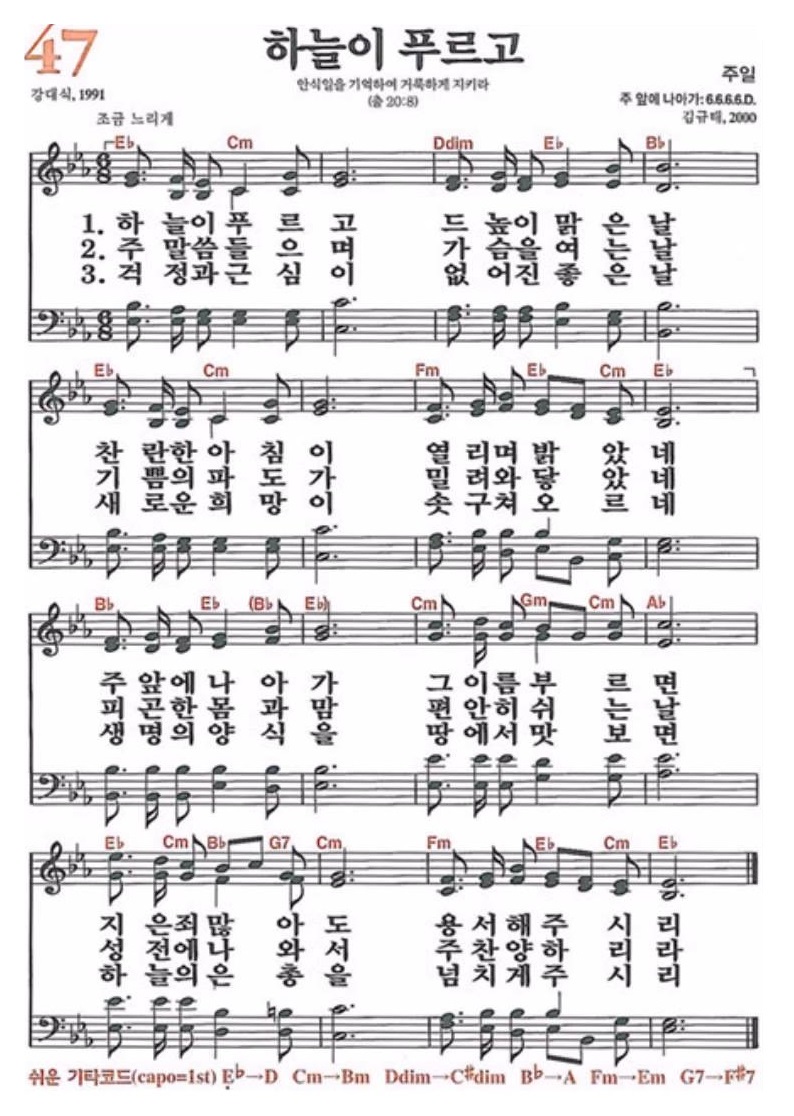 47
하늘이 푸르고
안식일을 기억하여 거룩하게 지키라
(출 20:8)
주일
강대식, 1991
주 앞에 나아가: 6.6.6.6.D.
김규태, 2000
조금 느리게
E♭ Cm Ddim E♭ B♭
1. 하 늘이 푸 르 고 드 높이 맑 은 날
2. 주 말씀 들 으 며 가 슴을 여 는 날
3. 걱 정과 근 심 이 없 어진 좋 은 날
E♭ Cm Fm E♭ Cm E♭
찬 란한 아 침 이 열 리며 밝 았 네
기 쁨의 파 도 가 밀 려와 닿 았 네
새 로운 희 망 이 솟 구쳐 오 르 네
B♭ E♭ (B♭ E♭) Cm Gm Cm A♭
주 앞에 나 아 가 그 이름 부 르 면
피 곤한 몸 과 맘 편 안히 쉬 는 날
생 명의 양 식 을 땅 에서 맛 보 면
E♭ Cm B♭ G7 Cm Fm E♭ Cm E♭
지 은죄 많 아 도 용 서해 주 시 리
성 전에 나 와 서 주 찬양 하 리 라
하 늘의 은 총 을 넘 치게 주 시 리
쉬운 기타코드(capo=1st) E♭→D Cm→Bm Ddim→C♯dim B♭→A Fm→Em G7→F♯7